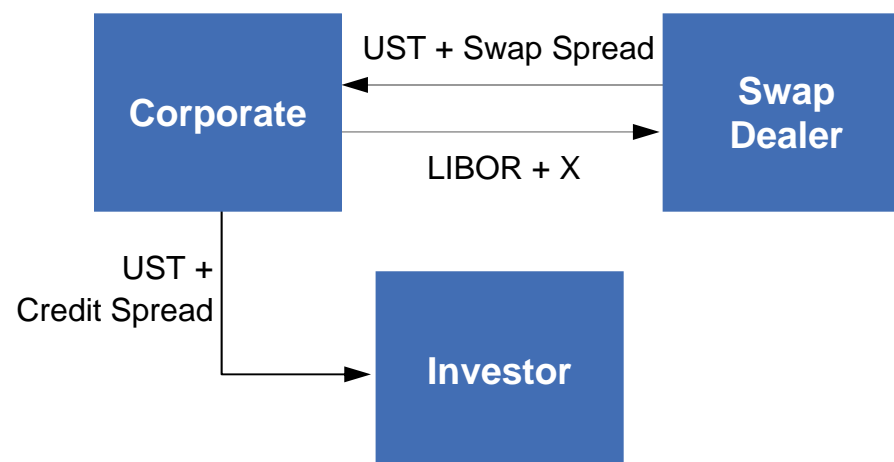 UST + Swap Spread
Corporate
Swap
Dealer
LIBOR + X
UST +
Credit Spread
Investor